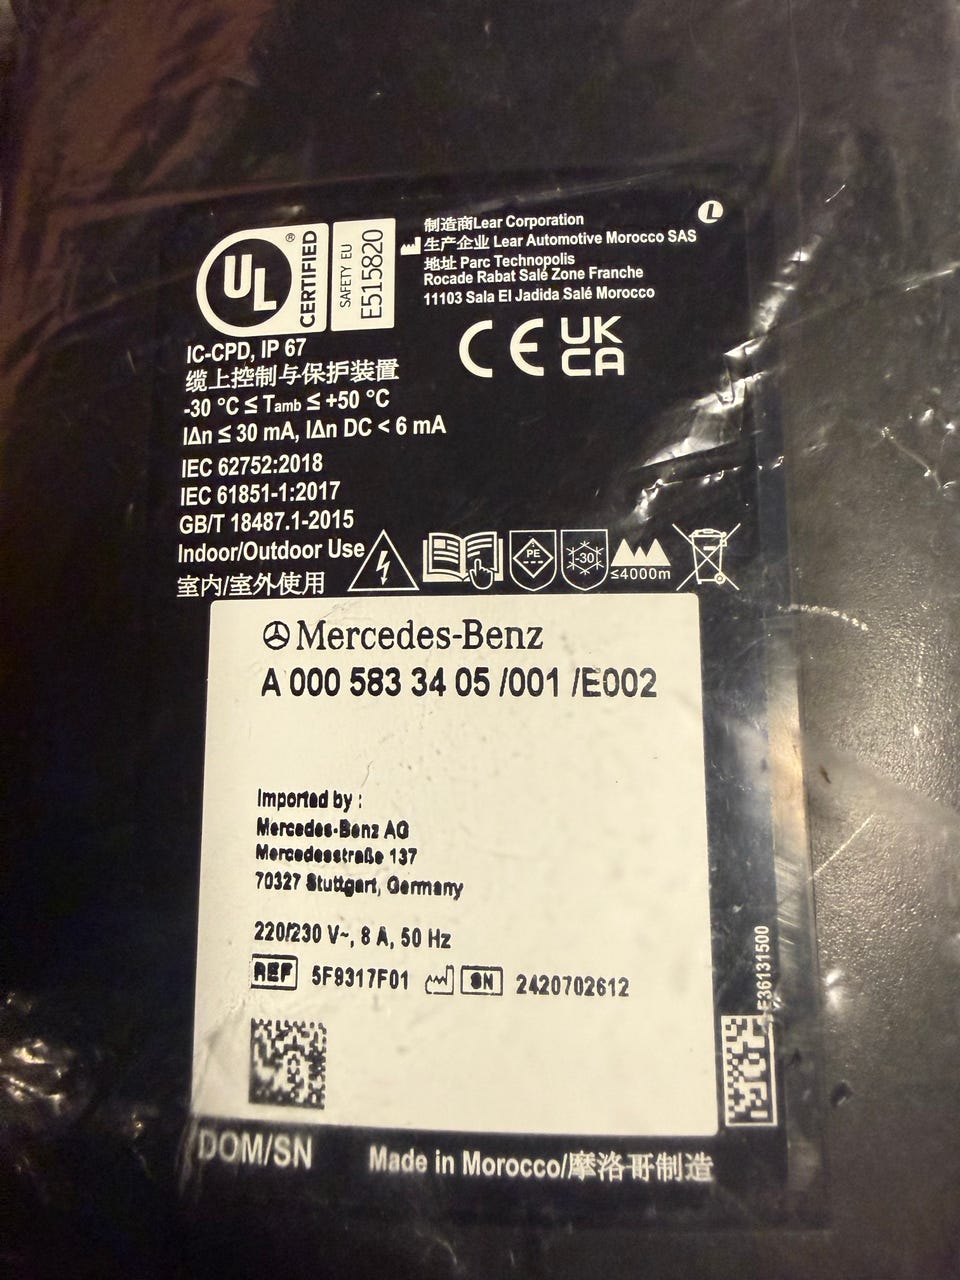 UL
®
CERTIFIED
SAFETY EU
E515820
制造商Lear Corporation
生产企业 Lear Automotive Morocco SAS
地址 Parc Technopolis
Rocade Rabat Salé Zone Franche
11103 Sala El Jadida Salé Morocco
L
CE
UK
CA
IC-CPD, IP 67
缆上控制与保护装置
-30 °C ≤ Tamb ≤ +50 °C
IΔn ≤ 30 mA, IΔn DC < 6 mA
IEC 62752:2018
IEC 61851-1:2017
GB/T 18487.1-2015
Indoor/Outdoor Use
室内/室外使用
PE
-30
≤4000m
Mercedes-Benz
A 000 583 34 05 /001 /E002
Imported by :
Mercedes-Benz AG
Mercedesstraße 137
70327 Stuttgart, Germany
220/230 V~, 8 A, 50 Hz
REF 5F9317F01 SN 2420702612
E36131500
DOM/SN
Made in Morocco/摩洛哥制造